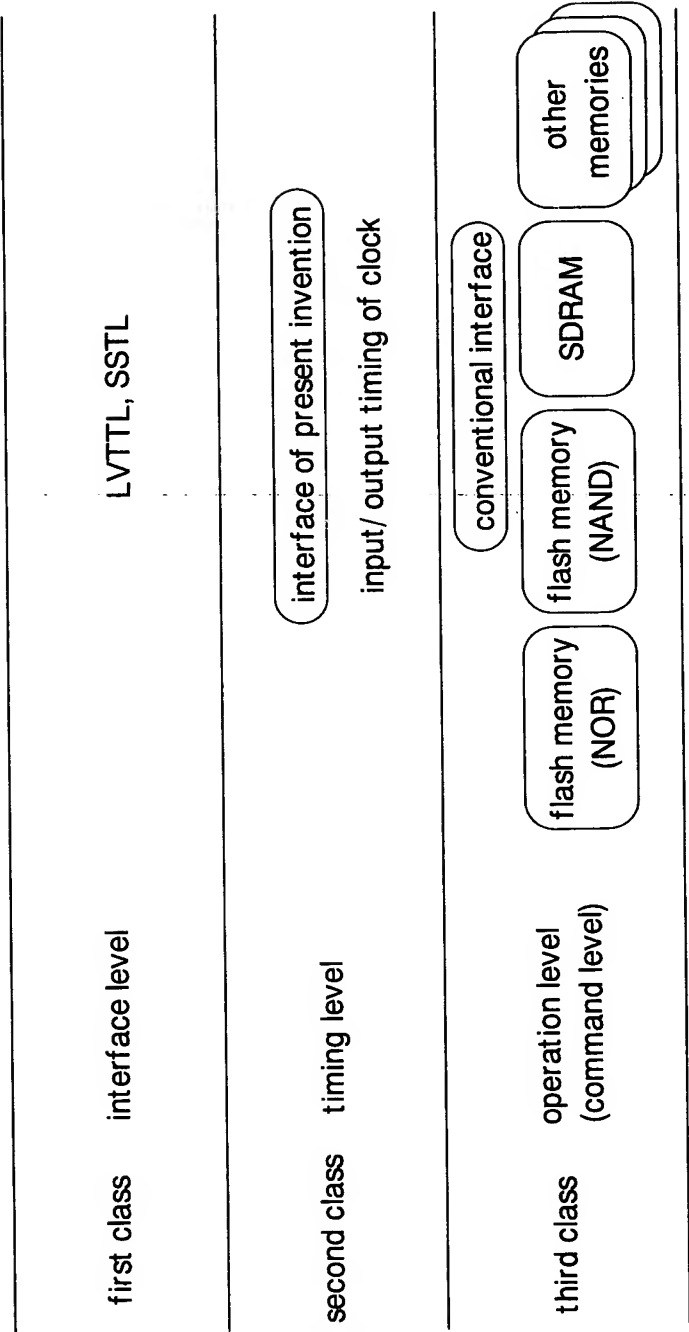 first class interface level LVTTL, SSTL
second class timing level interface of present invention
input/ output timing of clock
third class operation level
(command level)
conventional interface
flash memory
(NOR)
flash memory
(NAND)
SDRAM
other
memories